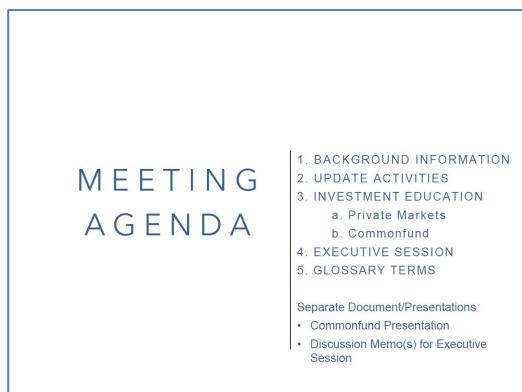 MEETING
AGENDA
1. BACKGROUND INFORMATION
2. UPDATE ACTIVITIES
3. INVESTMENT EDUCATION
a. Private Markets
b. Commonfund
4. EXECUTIVE SESSION
5. GLOSSARY TERMS
Separate Document/Presentations
• Commonfund Presentation
• Discussion Memo(s) for Executive
Session